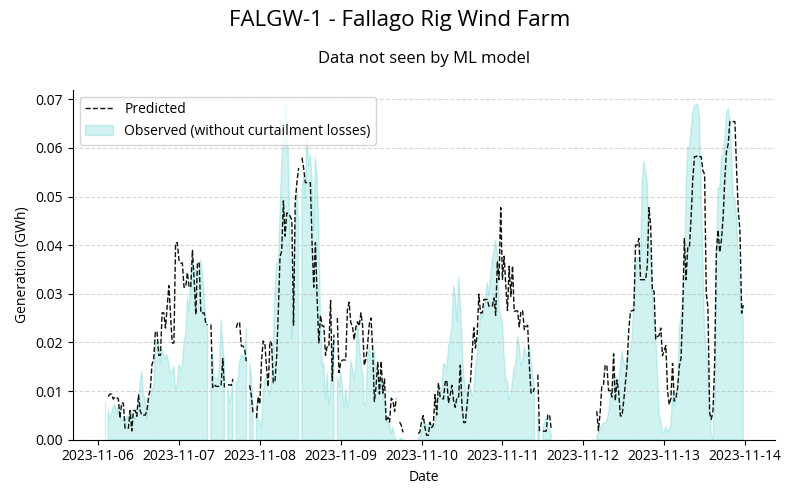 FALGW-1 - Fallago Rig Wind Farm
Data not seen by ML model
Predicted
Observed (without curtailment losses)
Generation (GWh)
0.07
0.06
0.05
0.04
0.03
0.02
0.01
0.00
2023-11-06 2023-11-07 2023-11-08 2023-11-09 2023-11-10 2023-11-11 2023-11-12 2023-11-13 2023-11-14
Date